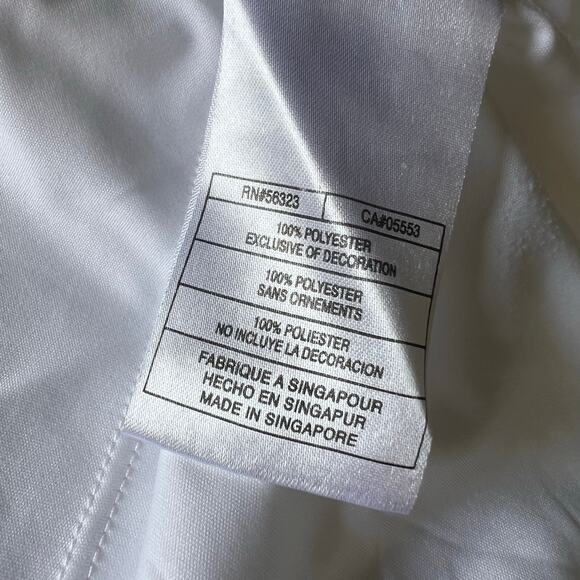 RN#56323 CA#05553
100% POLYESTER
EXCLUSIVE OF DECORATION
100% POLYESTER
SANS ORNEMENTS
100% POLIESTER
NO INCLUYE LA DECORACION
FABRIQUE A SINGAPOUR
HECHO EN SINGAPUR
MADE IN SINGAPORE